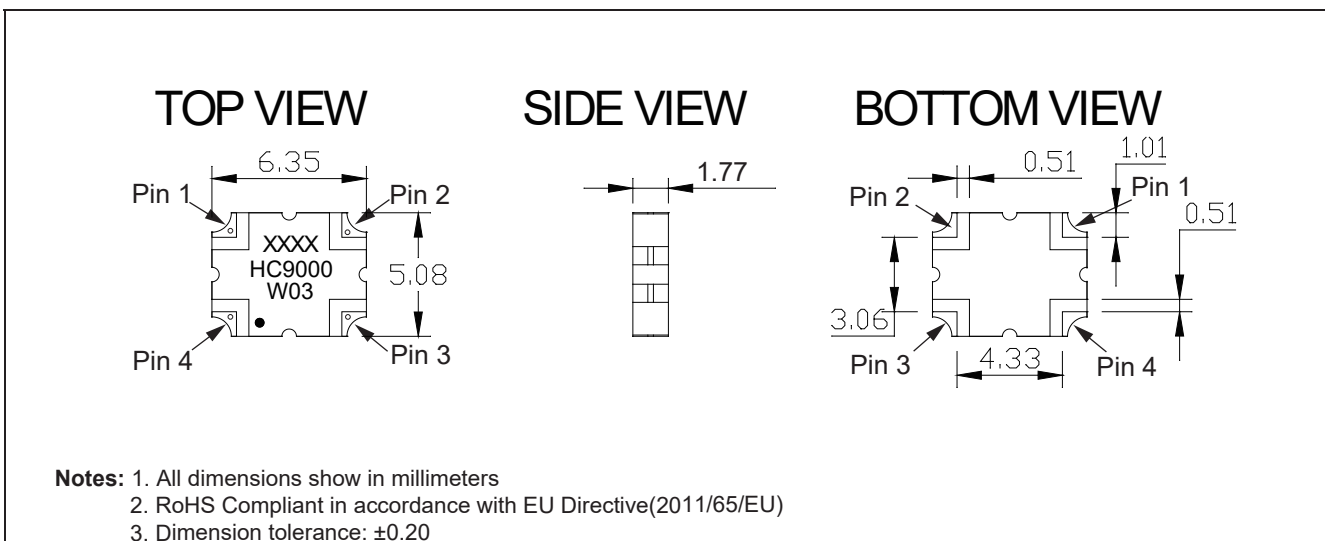 TOP VIEW
SIDE VIEW
BOTTOM VIEW
6.35
Pin 1
Pin 2
XXXX
HC9000
W03
5.08
Pin 4
Pin 3
1.77
0.51
1.01
Pin 2
Pin 1
0.51
3.06
Pin 3
4.33
Pin 4
Notes: 1. All dimensions show in millimeters
2. RoHS Compliant in accordance with EU Directive(2011/65/EU)
3. Dimension tolerance: ±0.20